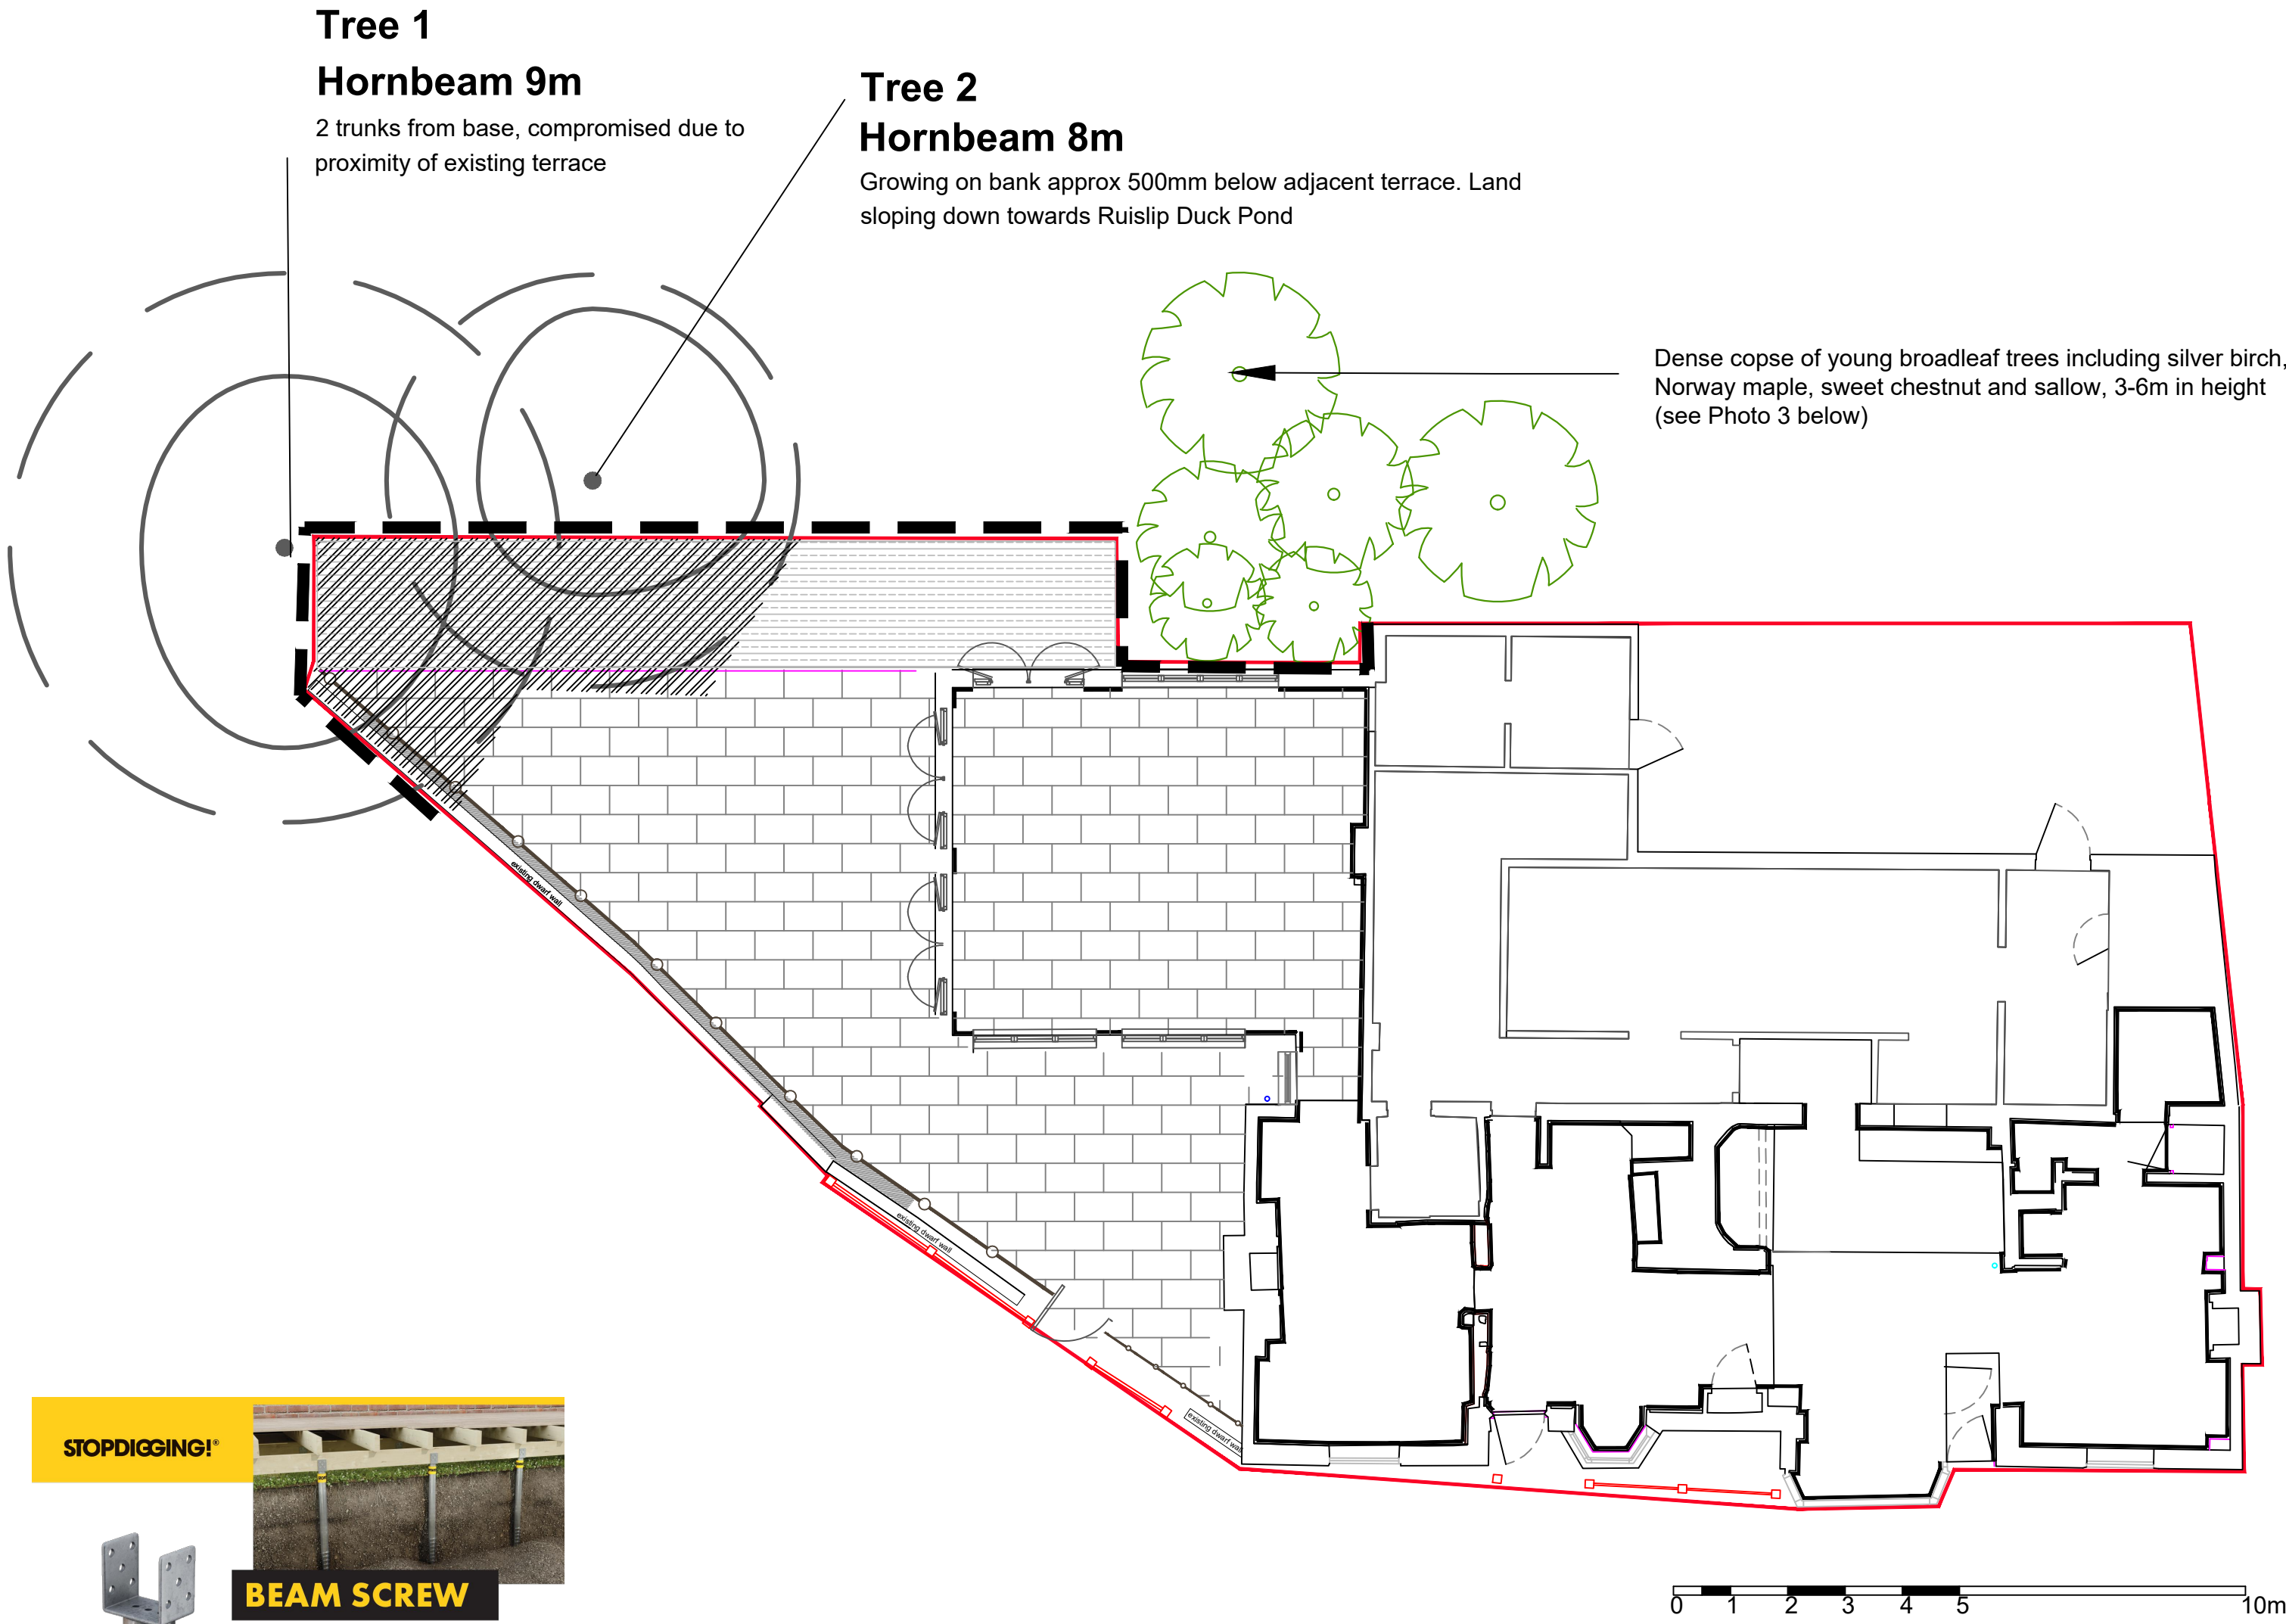 Tree 1
Hornbeam 9m
2 trunks from base, compromised due to
proximity of existing terrace
Tree 2
Hornbeam 8m
Growing on bank approx 500mm below adjacent terrace. Land
sloping down towards Ruislip Duck Pond
Dense copse of young broadleaf trees including silver birch,
Norway maple, sweet chestnut and sallow, 3-6m in height
(see Photo 3 below)
existing dwarf wall
existing dwarf wall
existing dwarf wall
STOPDIGGING!®
BEAM SCREW
0 1 2 3 4 5 10m